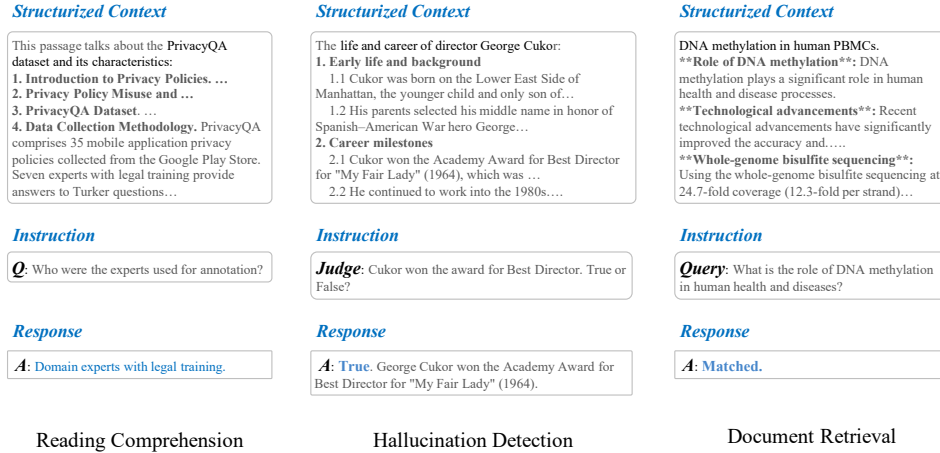 Structurized Context
This passage talks about the PrivacyQA
dataset and its characteristics:
1. Introduction to Privacy Policies. …
2. Privacy Policy Misuse and …
3. PrivacyQA Dataset. …
4. Data Collection Methodology. PrivacyQA
comprises 35 mobile application privacy
policies collected from the Google Play Store.
Seven experts with legal training provide
answers to Turker questions…
Instruction
Q: Who were the experts used for annotation?
Response
A: Domain experts with legal training.
Reading Comprehension
Structurized Context
The life and career of director George Cukor:
1. Early life and background
1.1 Cukor was born on the Lower East Side of
Manhattan, the younger child and only son of…
1.2 His parents selected his middle name in honor of
Spanish–American War hero George…
2. Career milestones
2.1 Cukor won the Academy Award for Best Director
for "My Fair Lady" (1964), which was …
2.2 He continued to work into the 1980s….
Instruction
Judge: Cukor won the award for Best Director. True or
False?
Response
A: True. George Cukor won the Academy Award for
Best Director for "My Fair Lady" (1964).
Hallucination Detection
Structurized Context
DNA methylation in human PBMCs.
**Role of DNA methylation**: DNA
methylation plays a significant role in human
health and disease processes.
**Technological advancements**: Recent
technological advancements have significantly
improved the accuracy and…..
**Whole-genome bisulfite sequencing**:
Using the whole-genome bisulfite sequencing at
24.7-fold coverage (12.3-fold per strand)…
Instruction
Query: What is the role of DNA methylation
in human health and diseases?
Response
A: Matched.
Document Retrieval